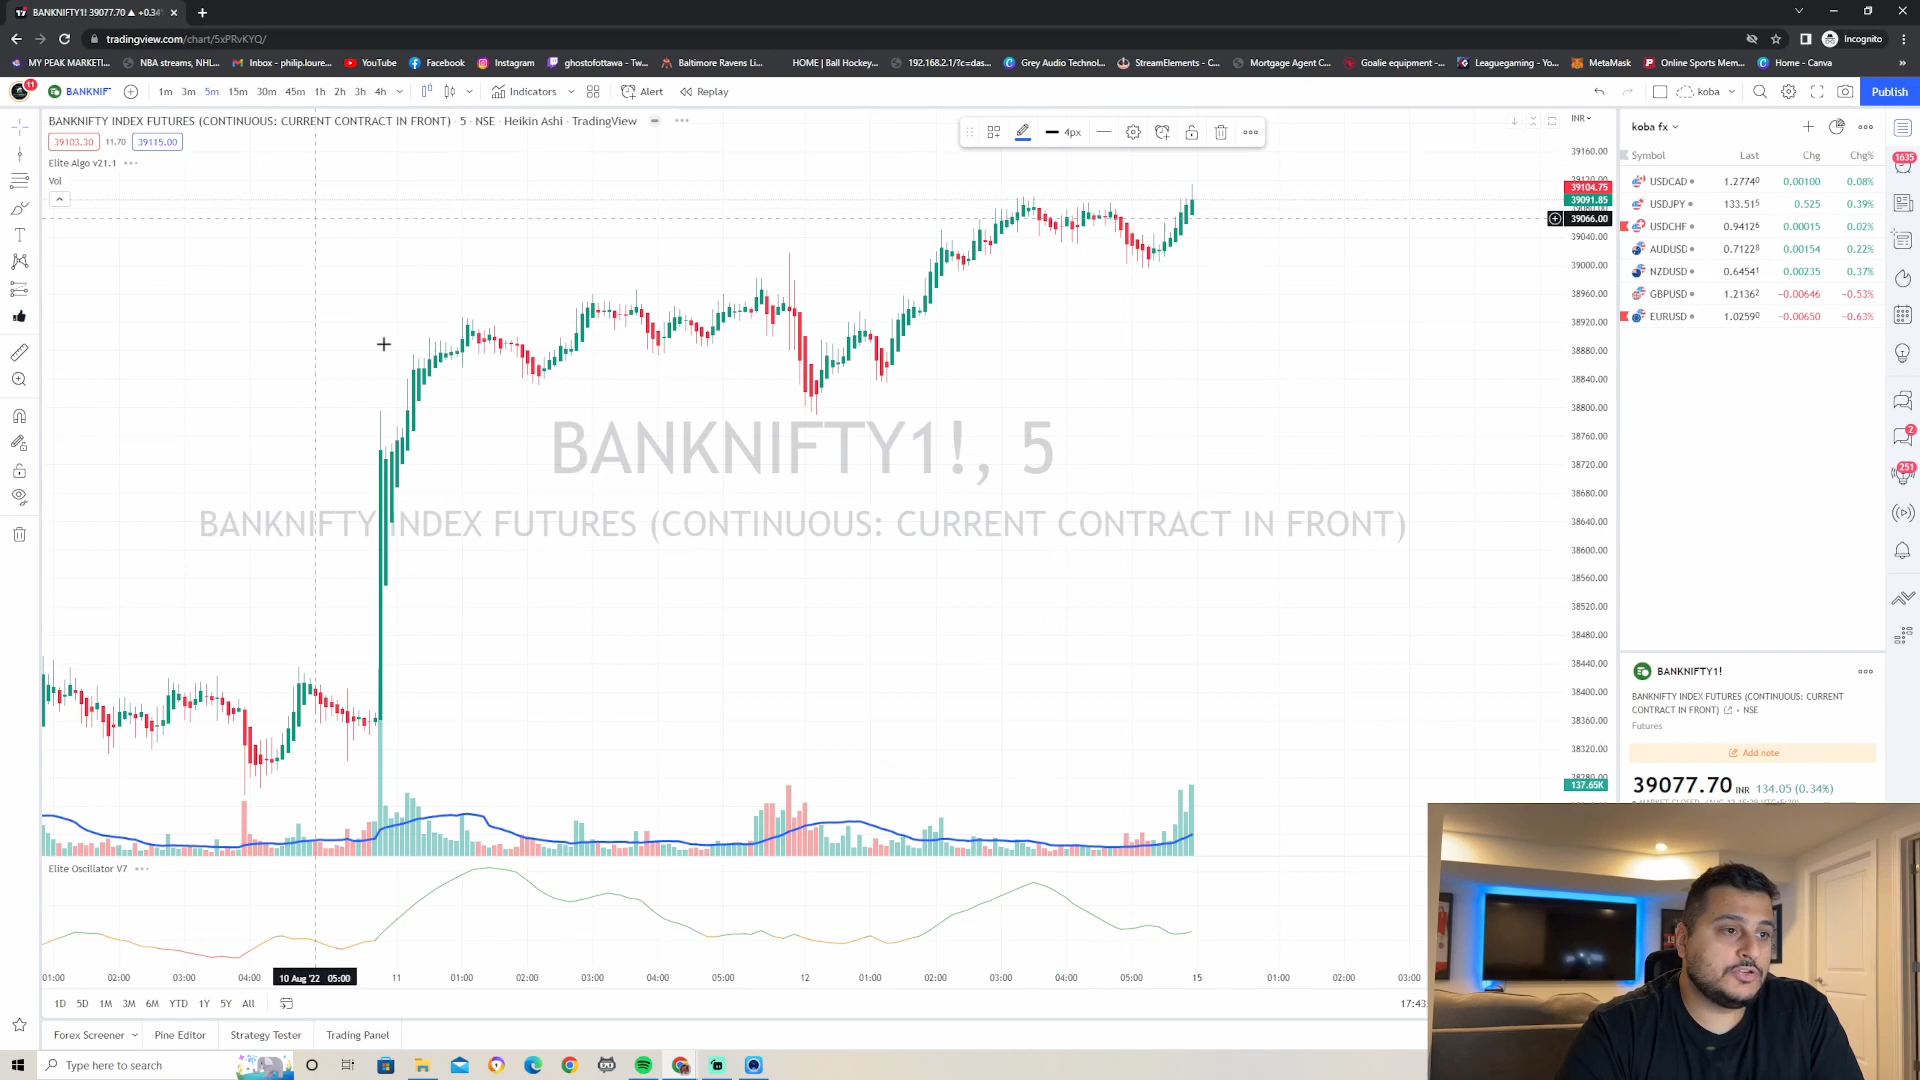 BANKNIFTY1! 39077.70 ▲ +0.34
tradingview.com/chart/5xPRvKYQ/
Incognito
MY PEAK MARKETI...
NBA streams, NHL...
Inbox - philip.loure...
YouTube
Facebook
Instagram
ghostofottawa - Tw...
Baltimore Ravens Li...
HOME | Ball Hockey...
192.168.2.1/?c=das...
Grey Audio Technol...
StreamElements - C...
Mortgage Agent C...
Goalie equipment -...
Leaguegaming - Yo...
MetaMask
Online Sports Mem...
Home - Canva
11
BANKNIF
1m 3m 5m 15m 30m 45m 1h 2h 3h 4h
Indicators
Alert
Replay
koba
Publish
BANKNIFTY INDEX FUTURES (CONTINUOUS: CURRENT CONTRACT IN FRONT) · 5 · NSE · Heikin Ashi · TradingView
39103.30 11.70 39115.00
Elite Algo v21.1
Vol
4px
INR
39160.00
39120.00
39104.75
39091.85
39066.00
39040.00
39000.00
38960.00
38920.00
38880.00
38840.00
38800.00
38760.00
38720.00
38680.00
38640.00
38600.00
38560.00
38520.00
38480.00
38440.00
38400.00
38360.00
38320.00
38280.00
137.65K
BANKNIFTY1!, 5
BANKNIFTY INDEX FUTURES (CONTINUOUS: CURRENT CONTRACT IN FRONT)
Elite Oscillator V7
01:00 02:00 03:00 04:00 10 Aug '22 05:00 11 01:00 02:00 03:00 04:00 05:00 12 01:00 02:00 03:00 04:00 05:00 15 01:00 02:00 03:00
1D 5D 1M 3M 6M YTD 1Y 5Y All
17:43
Forex Screener
Pine Editor
Strategy Tester
Trading Panel
koba fx
Symbol Last Chg Chg%
USDCAD 1.27740 0.00100 0.08%
USDJPY 133.515 0.525 0.39%
USDCHF 0.94126 0.00015 0.02%
AUDUSD 0.71228 0.00154 0.22%
NZDUSD 0.64541 0.00235 0.37%
GBPUSD 1.21362 −0.00646 −0.53%
EURUSD 1.02590 −0.00650 −0.63%
1635
2
251
BANKNIFTY1!
BANKNIFTY INDEX FUTURES (CONTINUOUS: CURRENT
CONTRACT IN FRONT) • NSE
Futures
Add note
39077.70 INR 134.05 (0.34%)
Type here to search